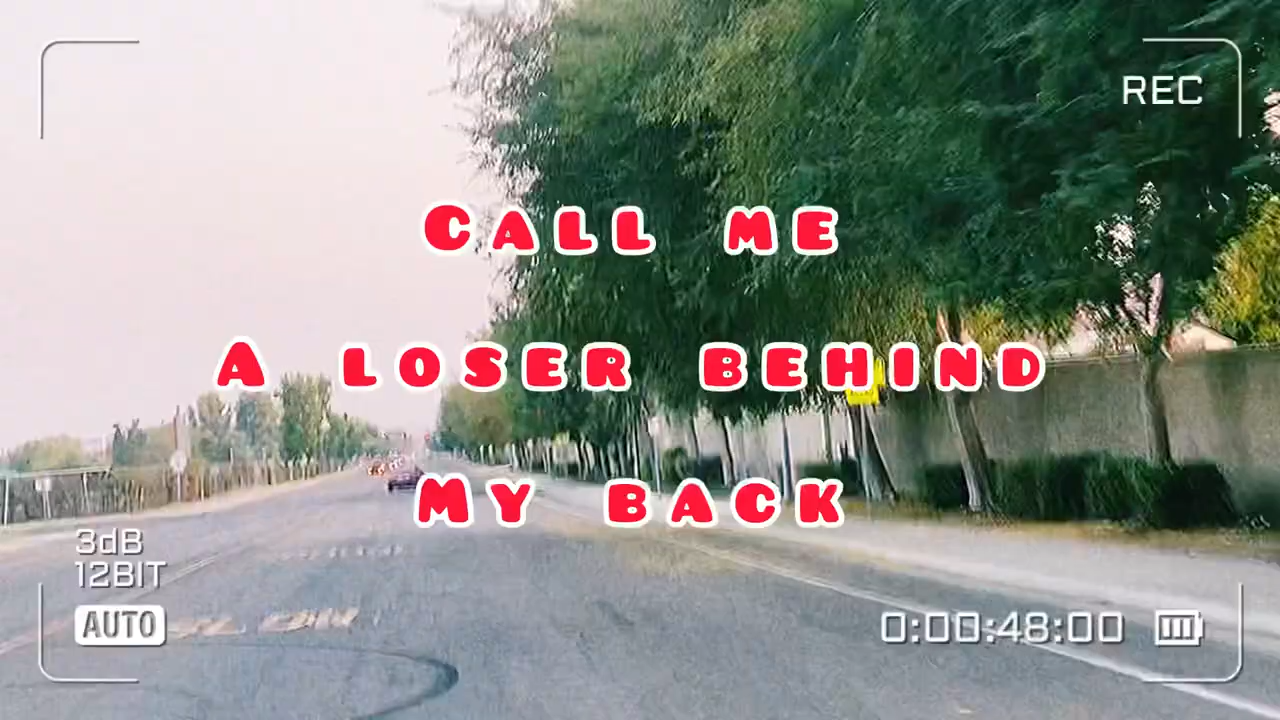 REC
CALL ME
A LOSER BEHIND
MY BACK
3dB
12BIT
AUTO
0:00:48:00